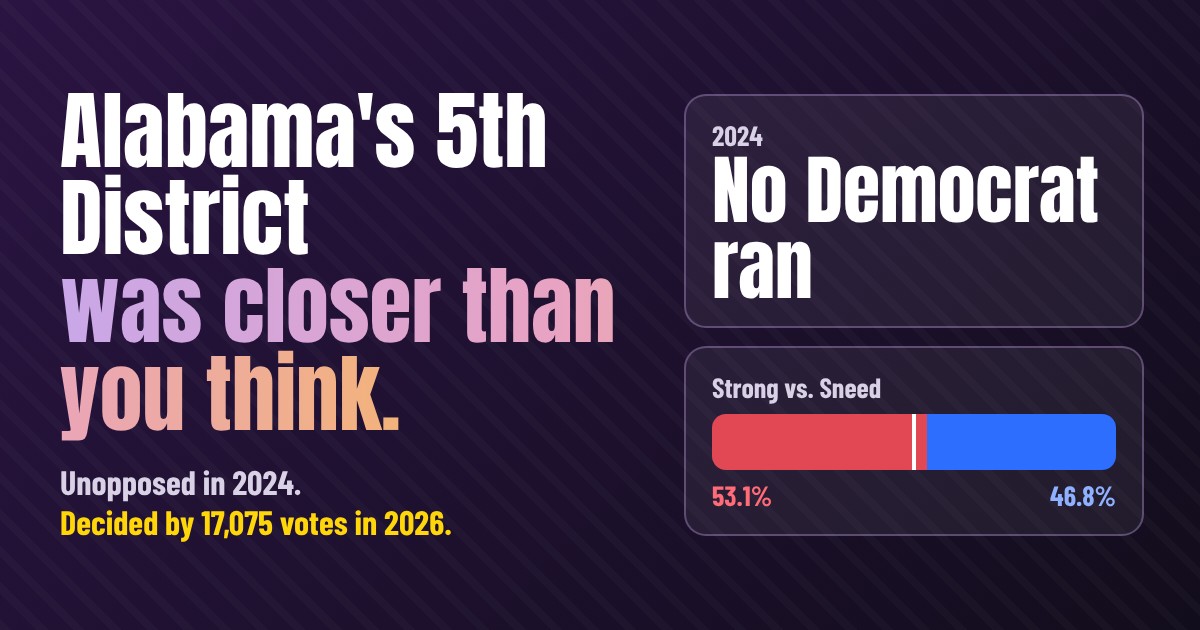 Alabama's 5th
District
was closer than
you think.
Unopposed in 2024.
Decided by 17,075 votes in 2026.
2024
No Democrat
ran
Strong vs. Sneed
53.1%
46.8%